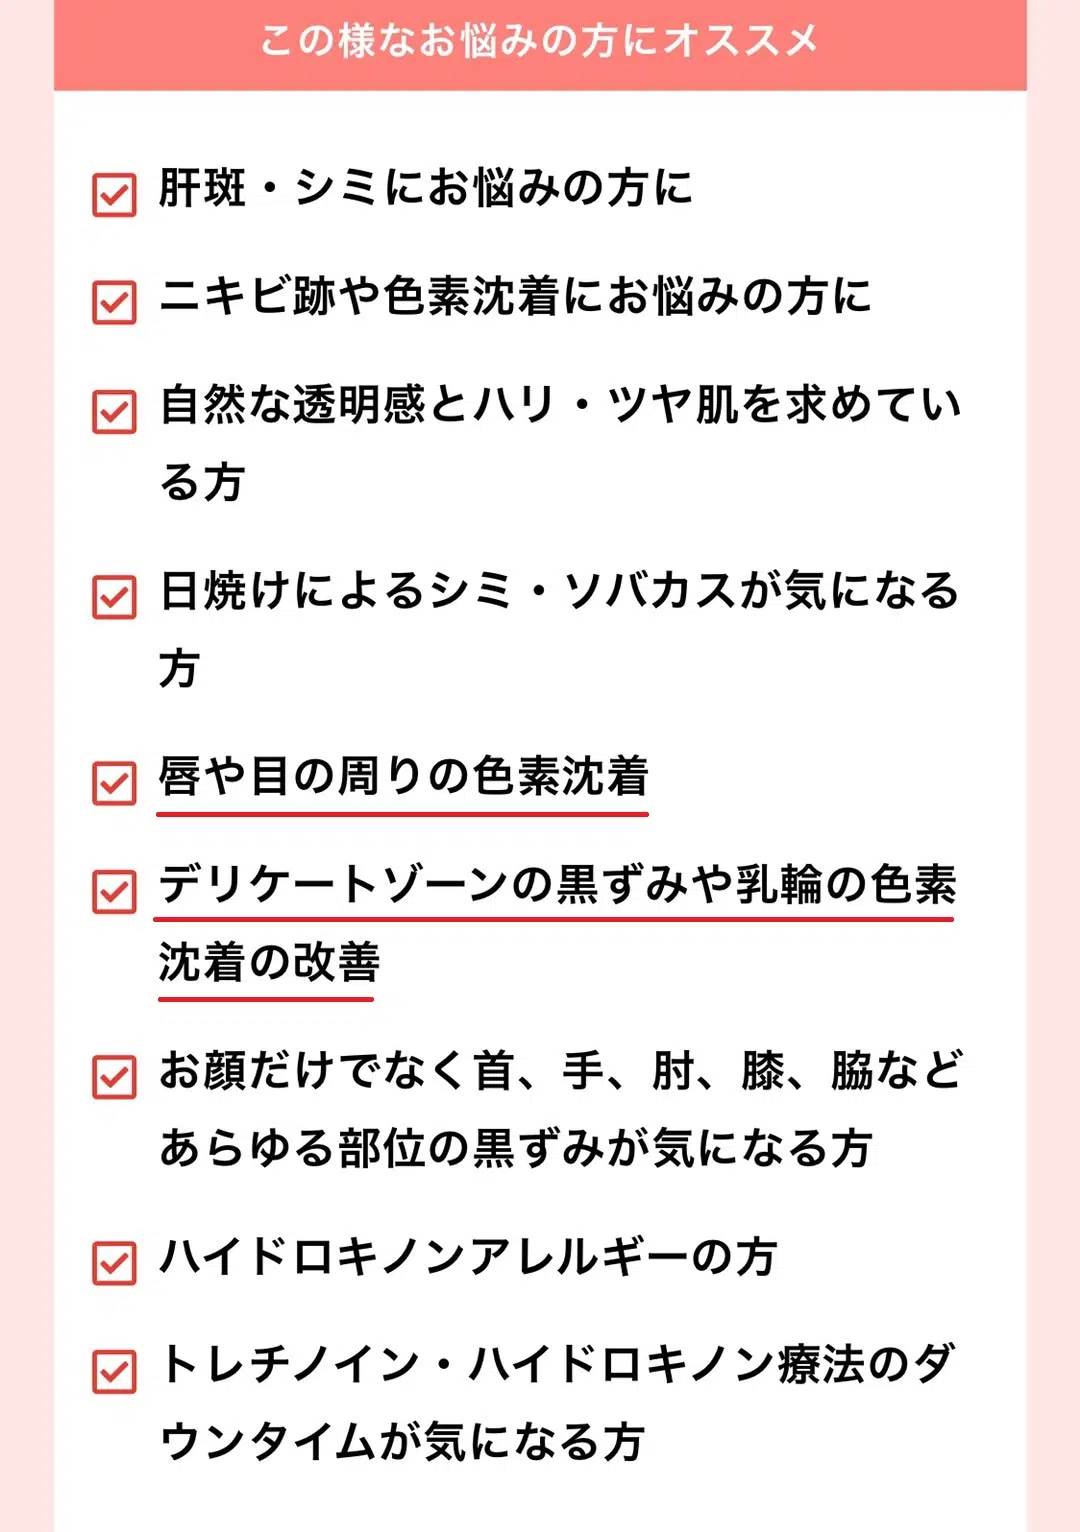 この様なお悩みの方にオススメ
肝斑・シミにお悩みの方に
ニキビ跡や色素沈着にお悩みの方に
自然な透明感とハリ・ツヤ肌を求めてい
る方
日焼けによるシミ・ソバカスが気になる
方
唇や目の周りの色素沈着
デリケートゾーンの黒ずみや乳輪の色素
沈着の改善
お顔だけでなく首、手、肘、膝、脇など
あらゆる部位の黒ずみが気になる方
ハイドロキノンアレルギーの方
トレチノイン・ハイドロキノン療法のダ
ウンタイムが気になる方